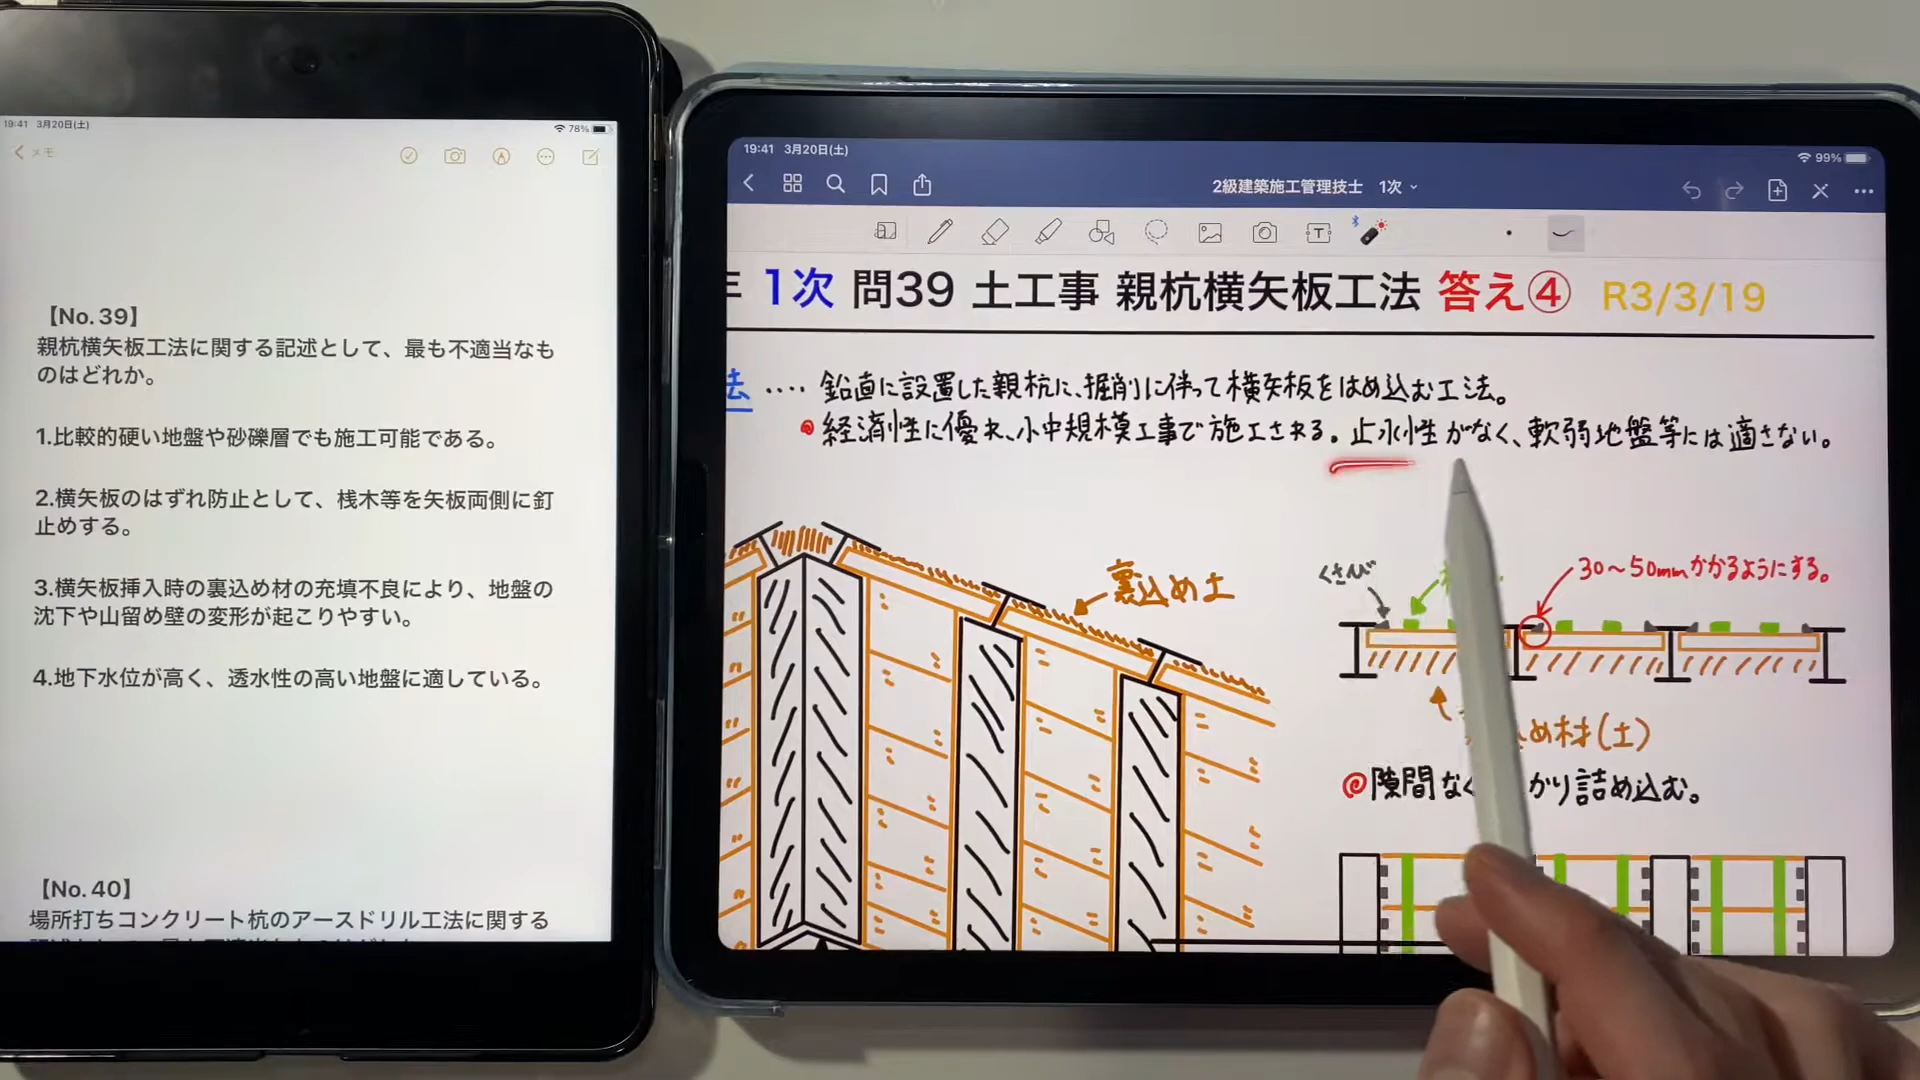 19:41 3月20日(土)
78%
メモ
【No.39】
親杭横矢板工法に関する記述として、最も不適当なも
のはどれか。
1.比較的硬い地盤や砂礫層でも施工可能である。
2.横矢板のはずれ防止として、桟木等を矢板両側に釘
止めする。
3.横矢板挿入時の裏込め材の充填不良により、地盤の
沈下や山留め壁の変形が起こりやすい。
4.地下水位が高く、透水性の高い地盤に適している。
【No.40】
場所打ちコンクリート杭のアースドリル工法に関する
19:41 3月20日(土)
99%
2級建築施工管理技士 1次
1次 問39 土工事 親杭横矢板工法 答え④ R3/3/19
法 ‥‥ 鉛直に設置した親杭に、掘削に伴って横矢板をはめ込む工法。
経済性に優れ、小中規模工事で施工される。止水性がなく、軟弱地盤等には適さない。
裏込め土
くさび
30〜50mmかかるようにする。
め材(土)
隙間なく かり詰め込む。